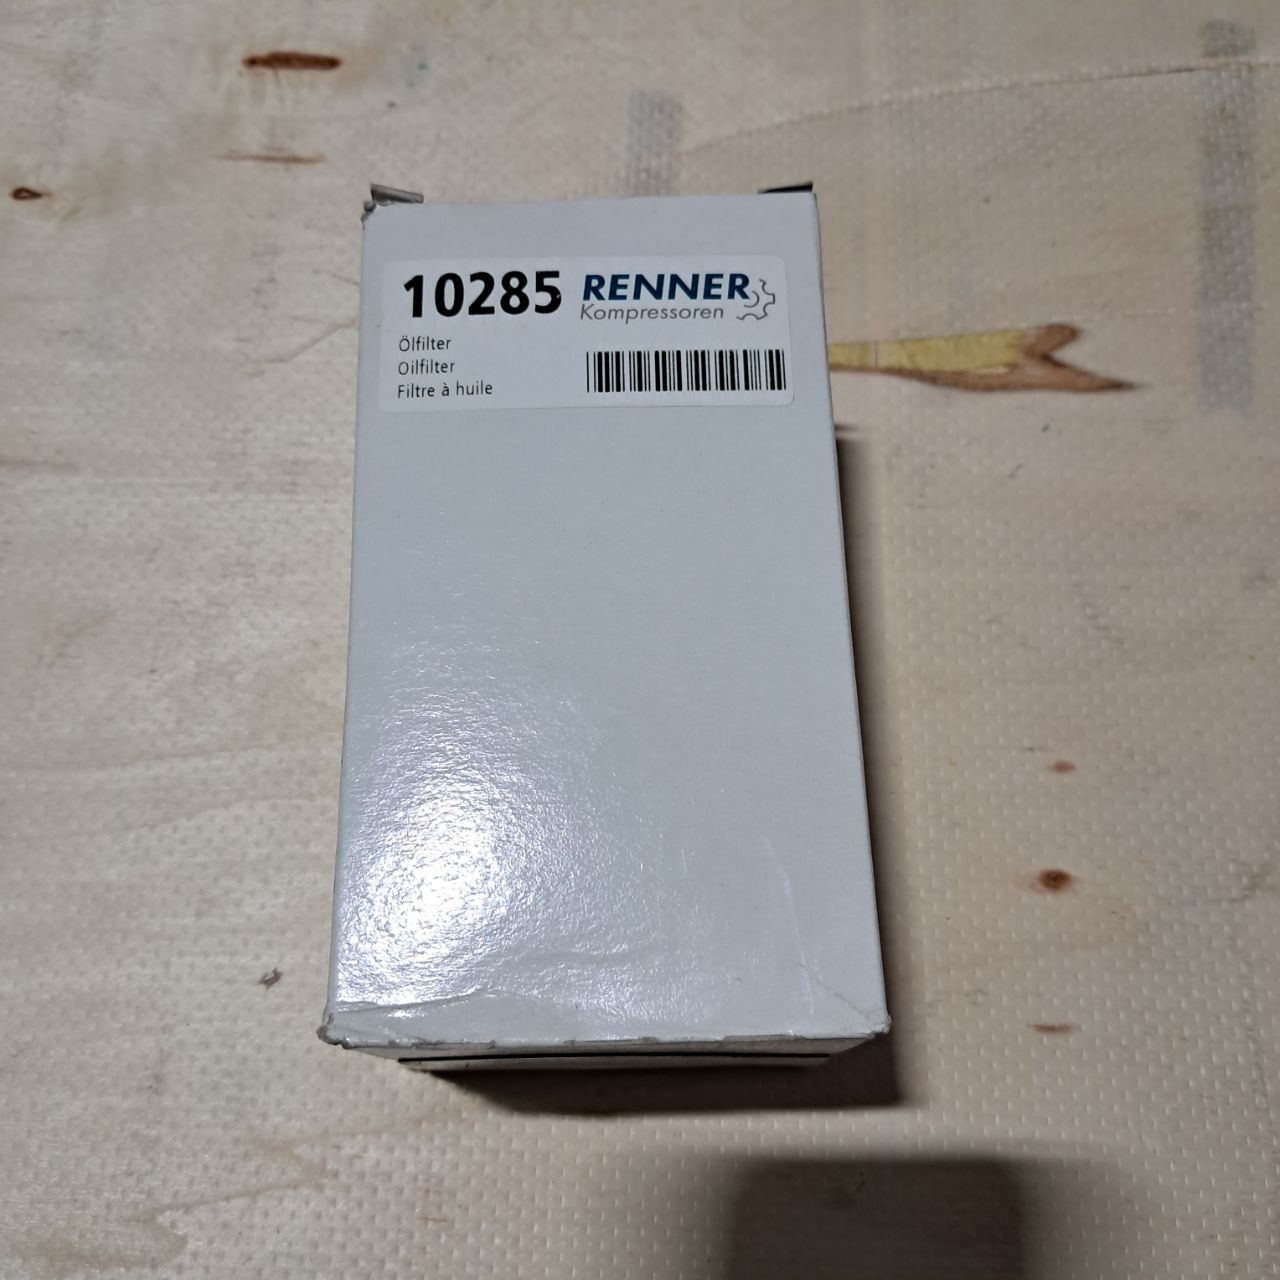 10285 RENNER
Kompressoren
Ölfilter
Oilfilter
Filtre à huile